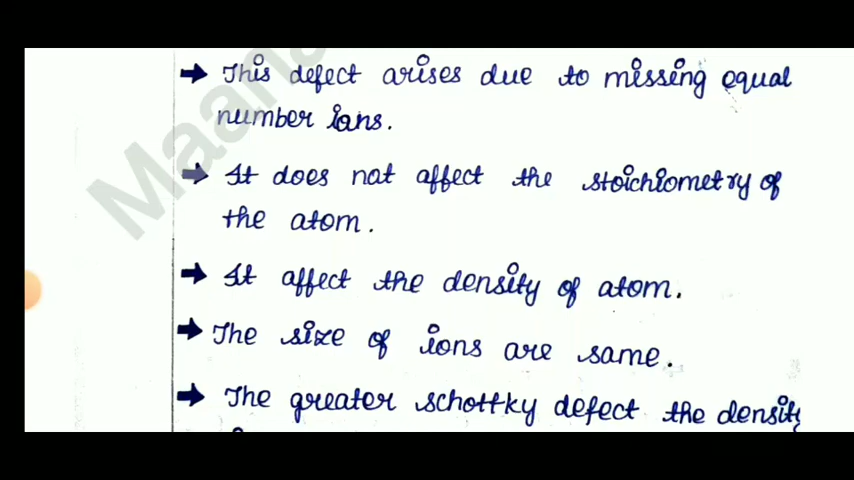 → This defect arises due to missing equal
number ions.
→ It does not affect the stoichiometry of
the atom.
→ It affect the density of atom.
→ The size of ions are same.
→ The greater schottky defect the density